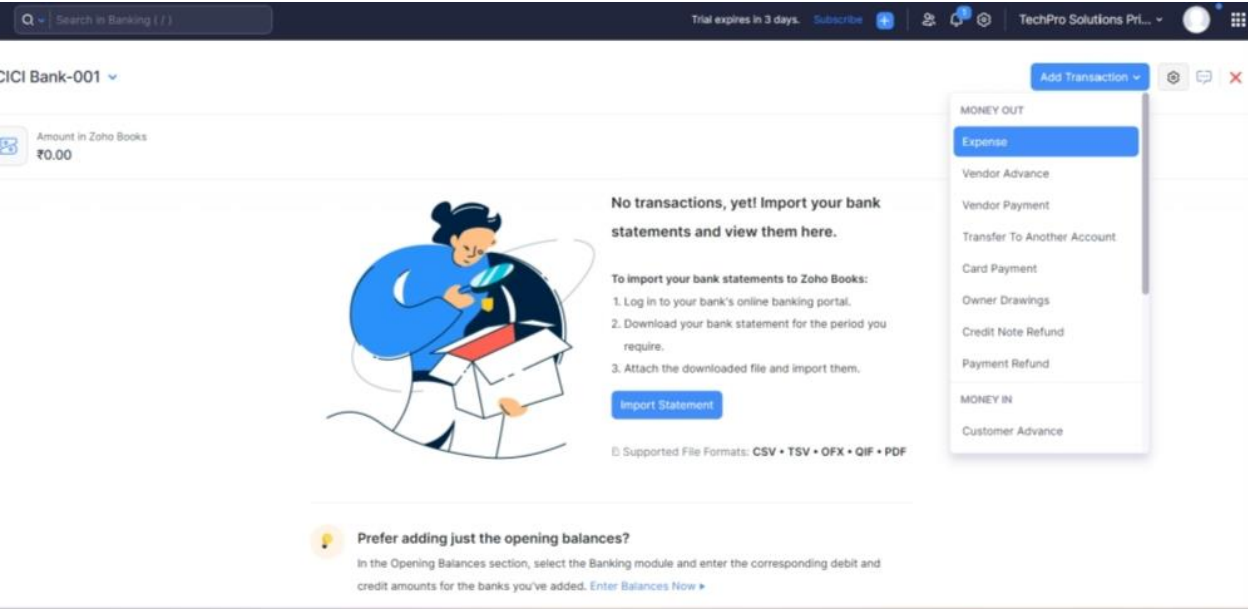 Search in Banking ( / )
Trial expires in 3 days. Subscribe
1
TechPro Solutions Pri...
CICI Bank-001
Add Transaction
Amount in Zoho Books
₹0.00
MONEY OUT
Expense
Vendor Advance
Vendor Payment
Transfer To Another Account
Card Payment
Owner Drawings
Credit Note Refund
Payment Refund
MONEY IN
Customer Advance
No transactions, yet! Import your bank
statements and view them here.
To import your bank statements to Zoho Books:
1. Log in to your bank's online banking portal.
2. Download your bank statement for the period you
require.
3. Attach the downloaded file and import them.
Import Statement
Supported File Formats: CSV • TSV • OFX • QIF • PDF
Prefer adding just the opening balances?
In the Opening Balances section, select the Banking module and enter the corresponding debit and
credit amounts for the banks you've added. Enter Balances Now ▸